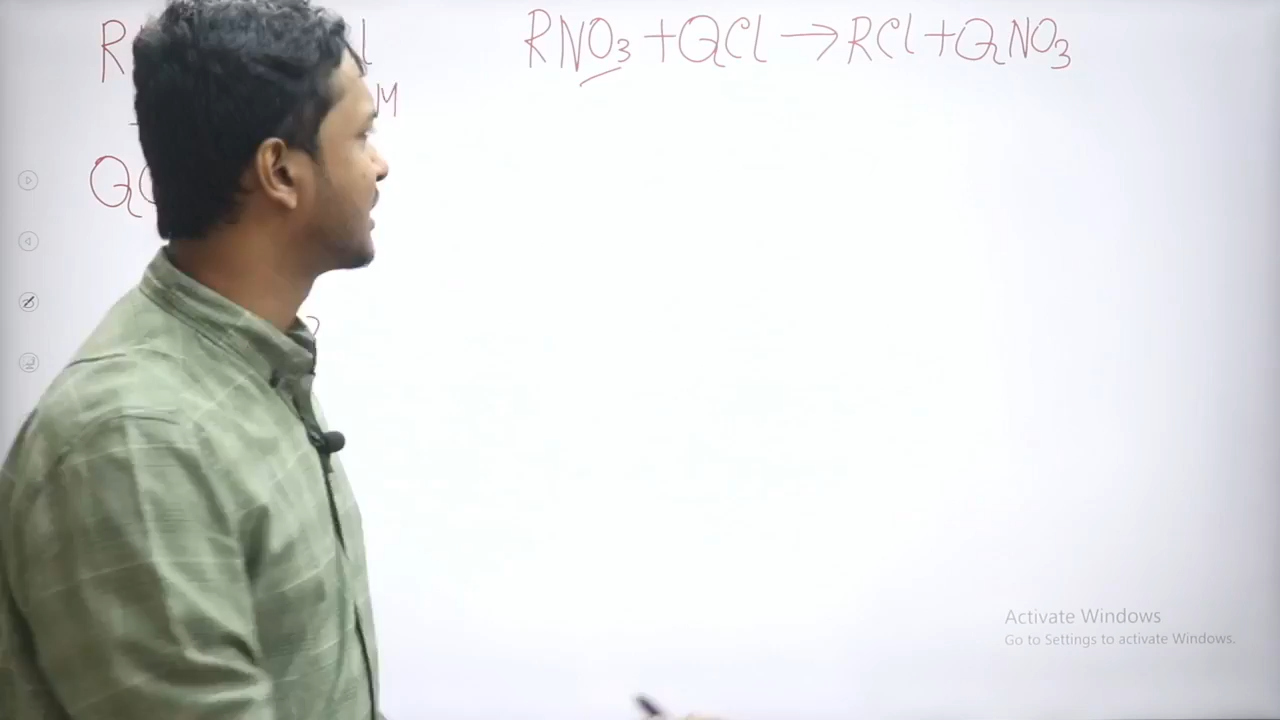 RNO₃ + QCl → RCl + QNO₃
M
Q
Activate Windows
Go to Settings to activate Windows.